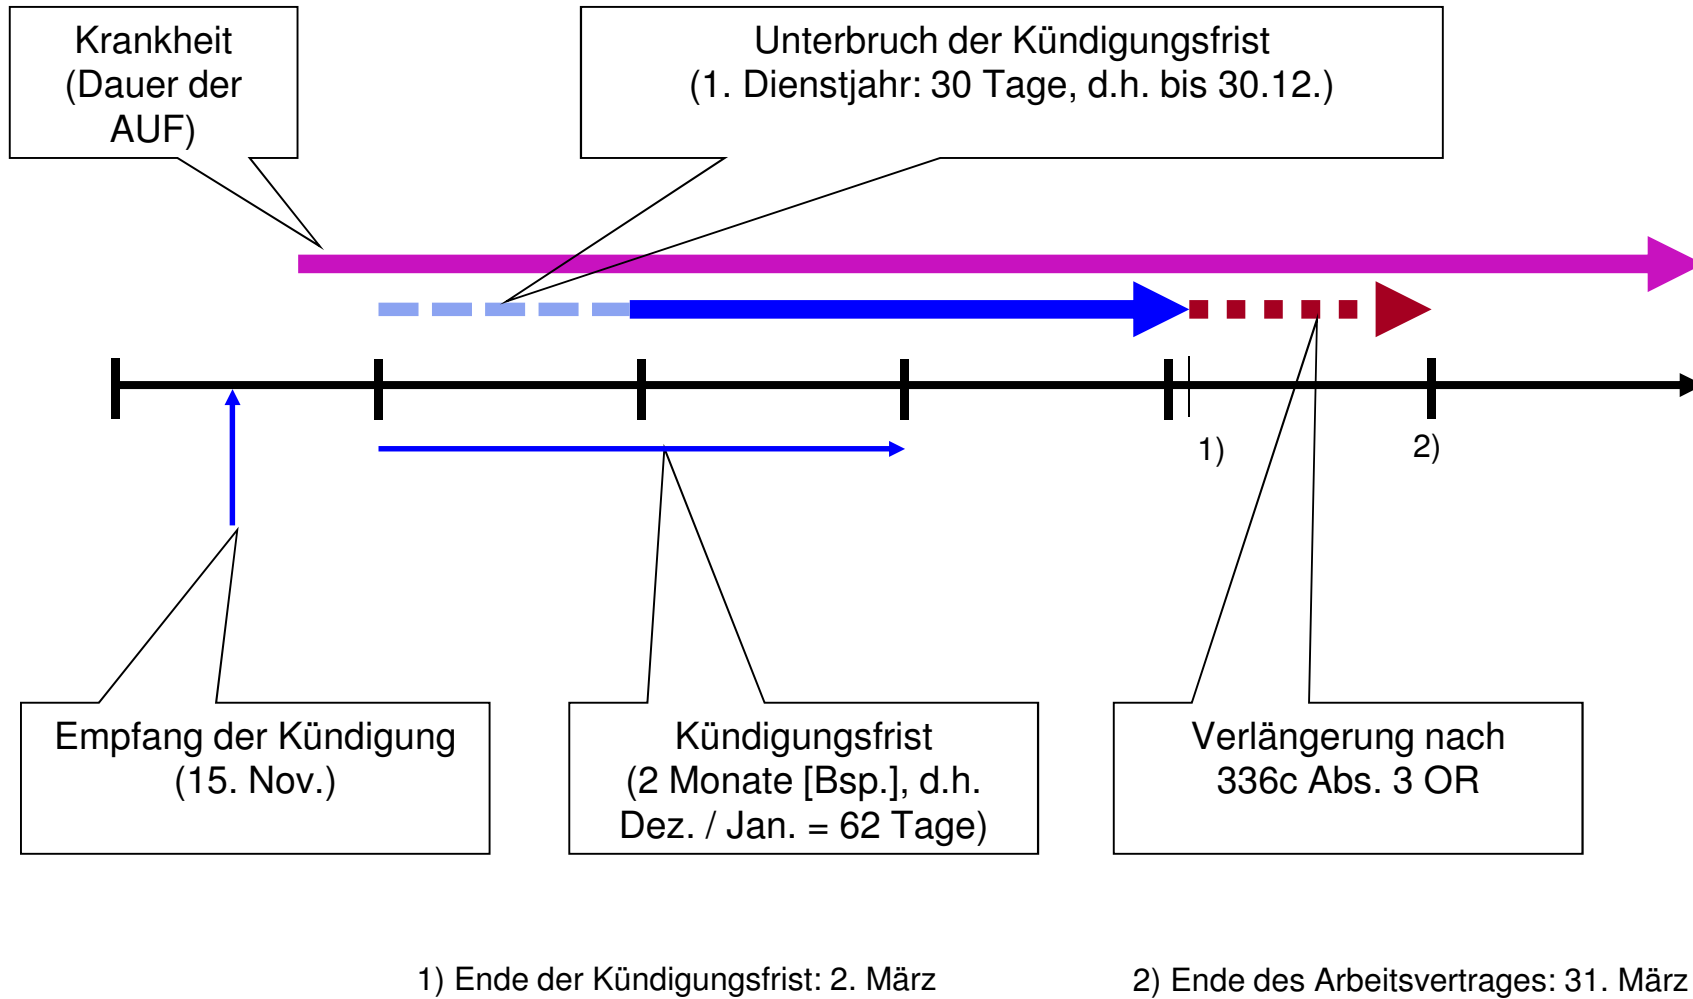 Krankheit
(Dauer der
AUF)
Unterbruch der Kündigungsfrist
(1. Dienstjahr: 30 Tage, d.h. bis 30.12.)
1)
2)
Empfang der Kündigung
(15. Nov.)
Kündigungsfrist
(2 Monate [Bsp.], d.h.
Dez. / Jan. = 62 Tage)
Verlängerung nach
336c Abs. 3 OR
1) Ende der Kündigungsfrist: 2. März
2) Ende des Arbeitsvertrages: 31. März